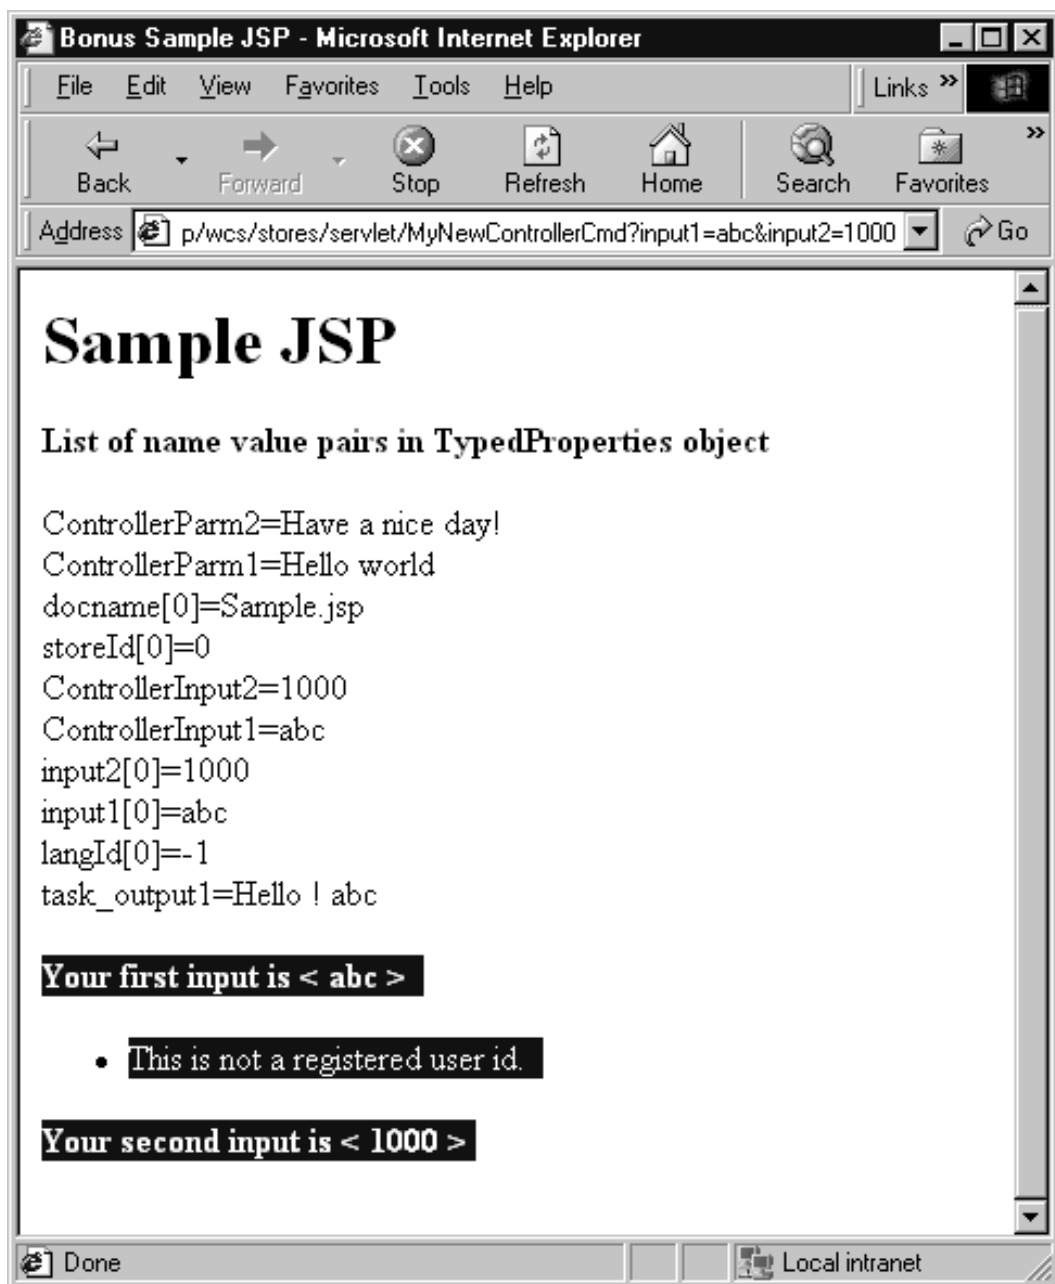 Bonus Sample JSP - Microsoft Internet Explorer
File Edit View Favorites Tools Help Links »
Back Forward Stop Refresh Home Search Favorites »
Address p/wcs/stores/servlet/MyNewControllerCmd?input1=abc&input2=1000 Go
Sample JSP
List of name value pairs in TypedProperties object
ControllerParm2=Have a nice day!
ControllerParm1=Hello world
docname[0]=Sample.jsp
storeId[0]=0
ControllerInput2=1000
ControllerInput1=abc
input2[0]=1000
input1[0]=abc
langId[0]=-1
task_output1=Hello ! abc
Your first input is < abc >
• This is not a registered user id.
Your second input is < 1000 >
Done Local intranet